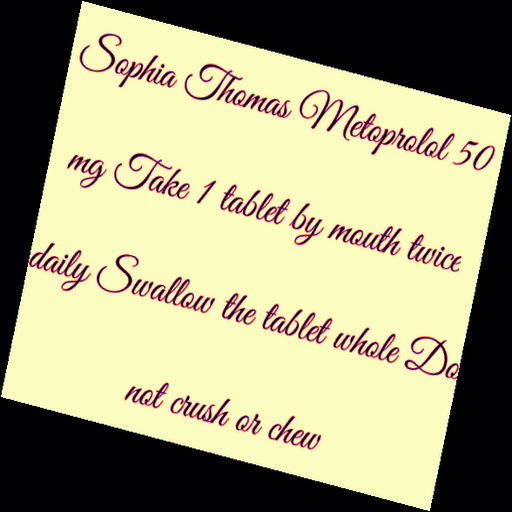 Sophia Thomas Metoprolol 50
mg Take 1 tablet by mouth twice
daily Swallow the tablet whole Do
not crush or chew